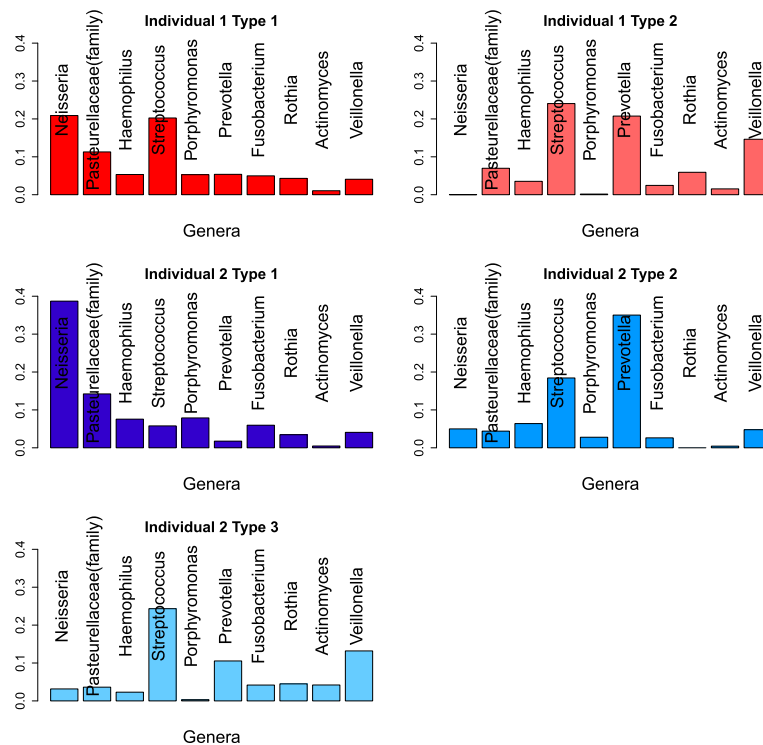 Individual 1 Type 1
0.4
0.3
0.2
0.1
0.0
Neisseria
Pasteurellaceae(family)
Haemophilus
Streptococcus
Porphyromonas
Prevotella
Fusobacterium
Rothia
Actinomyces
Veillonella
Genera
Individual 1 Type 2
0.4
0.3
0.2
0.1
0.0
Neisseria
Pasteurellaceae(family)
Haemophilus
Streptococcus
Porphyromonas
Prevotella
Fusobacterium
Rothia
Actinomyces
Veillonella
Genera
Individual 2 Type 1
0.4
0.3
0.2
0.1
0.0
Neisseria
Pasteurellaceae(family)
Haemophilus
Streptococcus
Porphyromonas
Prevotella
Fusobacterium
Rothia
Actinomyces
Veillonella
Genera
Individual 2 Type 2
0.4
0.3
0.2
0.1
0.0
Neisseria
Pasteurellaceae(family)
Haemophilus
Streptococcus
Porphyromonas
Prevotella
Fusobacterium
Rothia
Actinomyces
Veillonella
Genera
Individual 2 Type 3
0.4
0.3
0.2
0.1
0.0
Neisseria
Pasteurellaceae(family)
Haemophilus
Streptococcus
Porphyromonas
Prevotella
Fusobacterium
Rothia
Actinomyces
Veillonella
Genera